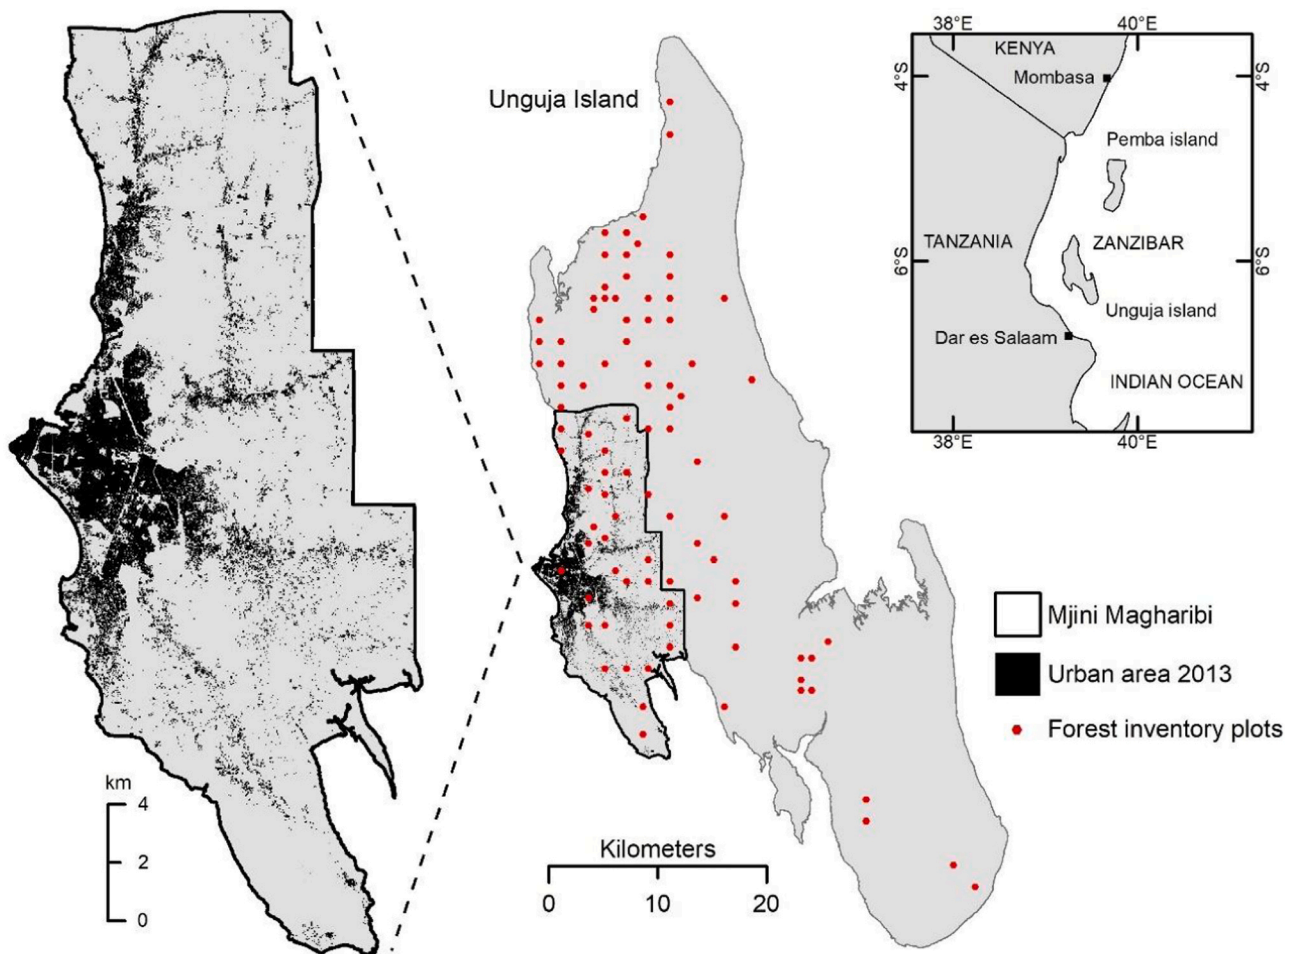 Unguja Island
38°E
40°E
KENYA
Mombasa
4°S
4°S
Pemba island
TANZANIA
ZANZIBAR
6°S
6°S
Unguja island
Dar es Salaam
INDIAN OCEAN
38°E
40°E
Mjini Magharibi
Urban area 2013
Forest inventory plots
km
4
2
0
Kilometers
0 10 20